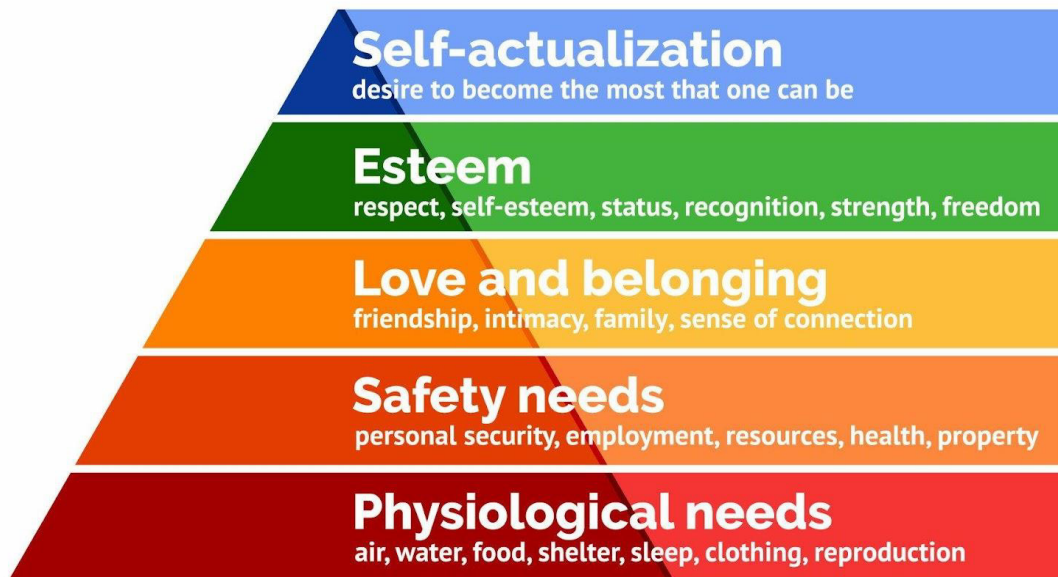 Self-actualization
desire to become the most that one can be
Esteem
respect, self-esteem, status, recognition, strength, freedom
Love and belonging
friendship, intimacy, family, sense of connection
Safety needs
personal security, employment, resources, health, property
Physiological needs
air, water, food, shelter, sleep, clothing, reproduction